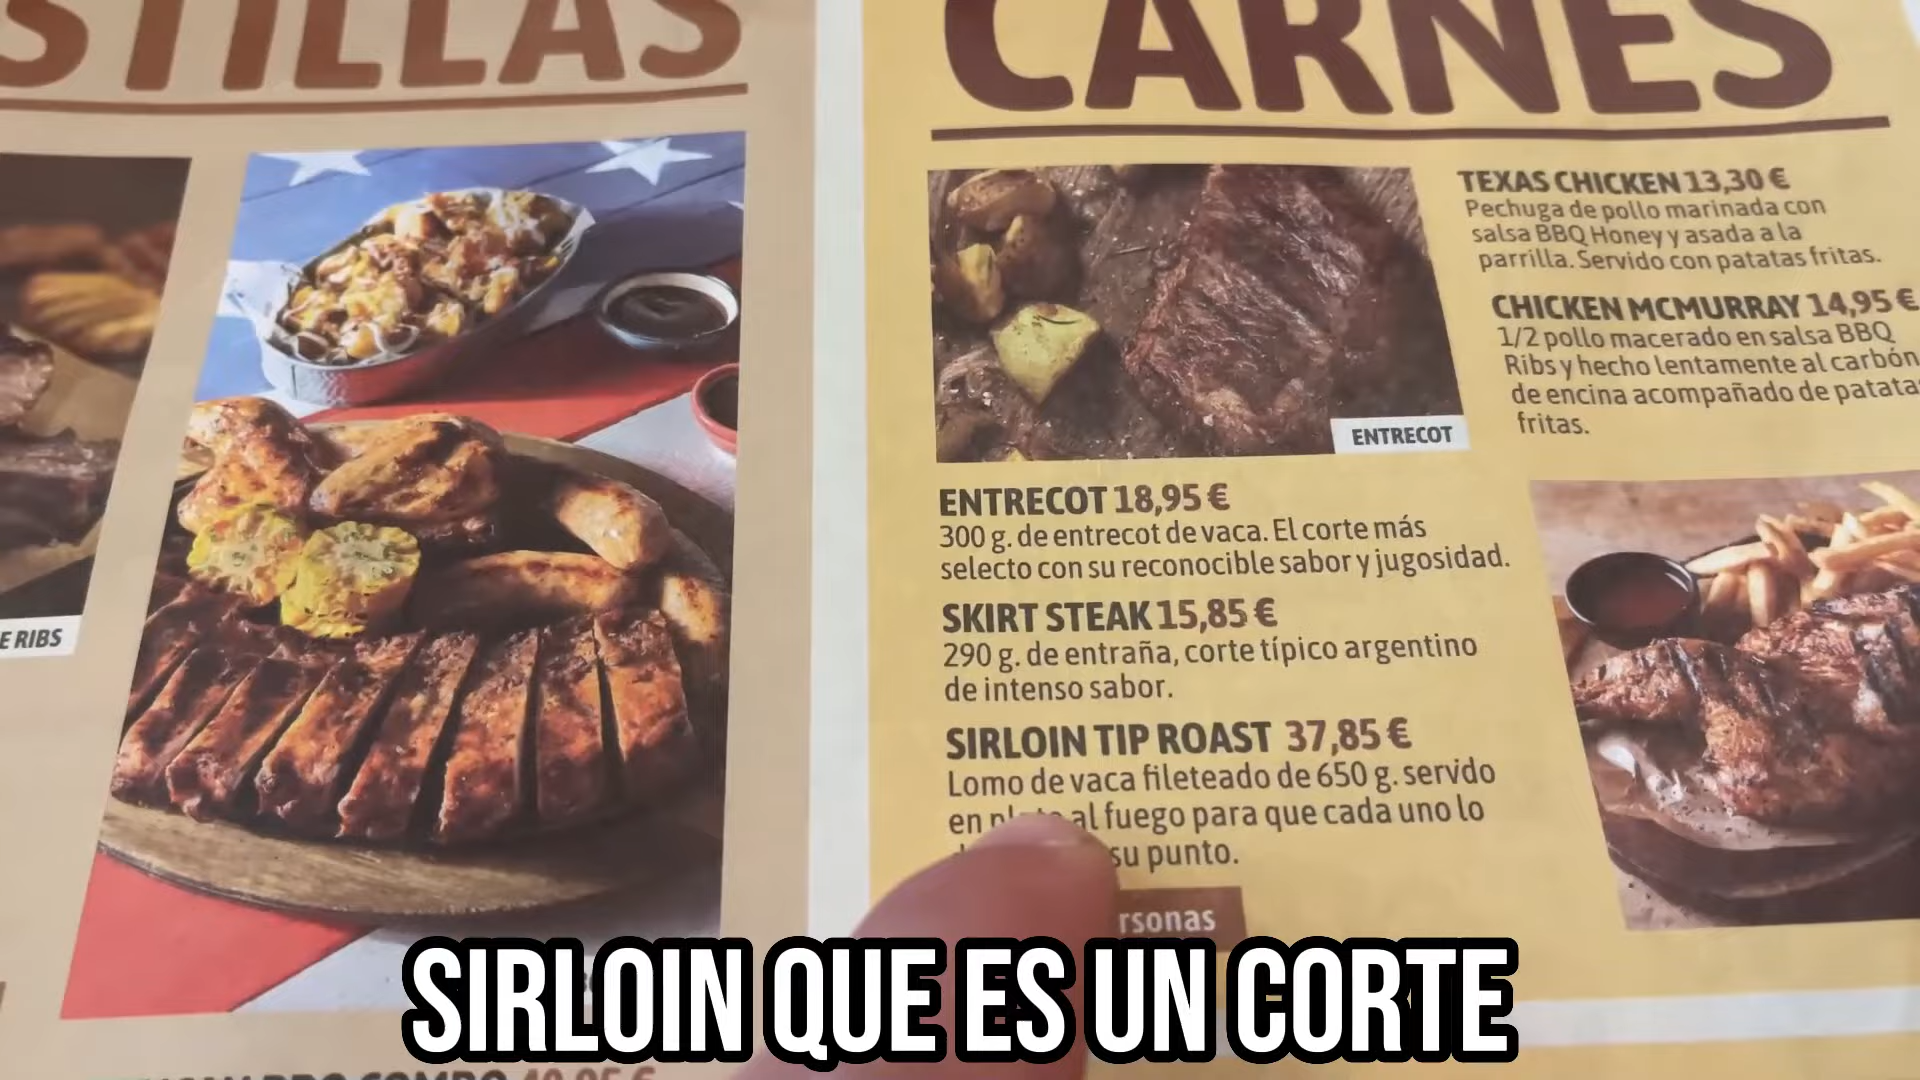 STILLAS
E RIBS
CARNES
ENTRECOT
ENTRECOT 18,95 €
300 g. de entrecot de vaca. El corte más
selecto con su reconocible sabor y jugosidad.
SKIRT STEAK 15,85 €
290 g. de entraña, corte típico argentino
de intenso sabor.
SIRLOIN TIP ROAST 37,85 €
Lomo de vaca fileteado de 650 g. servido
en al fuego para que cada uno lo
su punto.
rsonas
TEXAS CHICKEN 13,30 €
Pechuga de pollo marinada con
salsa BBQ Honey y asada a la
parrilla. Servido con patatas fritas.
CHICKEN MCMURRAY 14,95 €
1/2 pollo macerado en salsa BBQ
Ribs y hecho lentamente al carbón
de encina acompañado de patatas
fritas.
SIRLOIN QUE ES UN CORTE